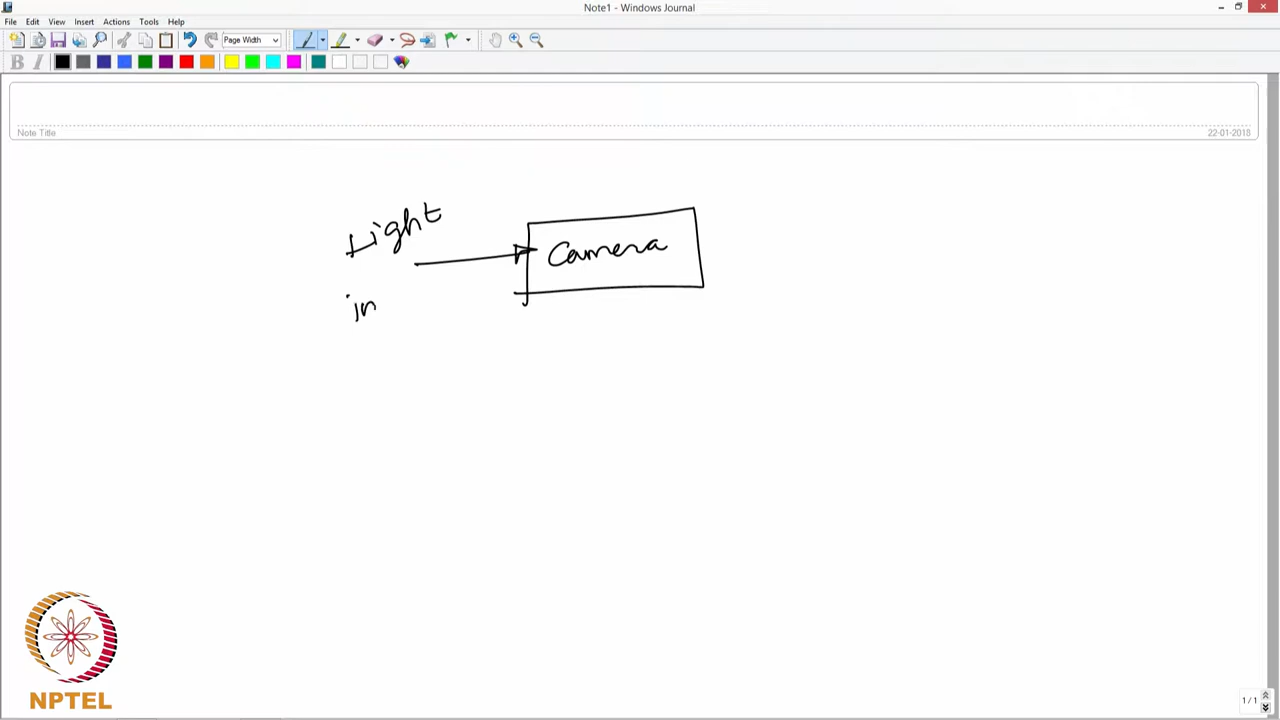 Note1 - Windows Journal
File Edit View Insert Actions Tools Help
Page Width
B I
Note Title
22-01-2018
Light
in
Camera
NPTEL
1/1